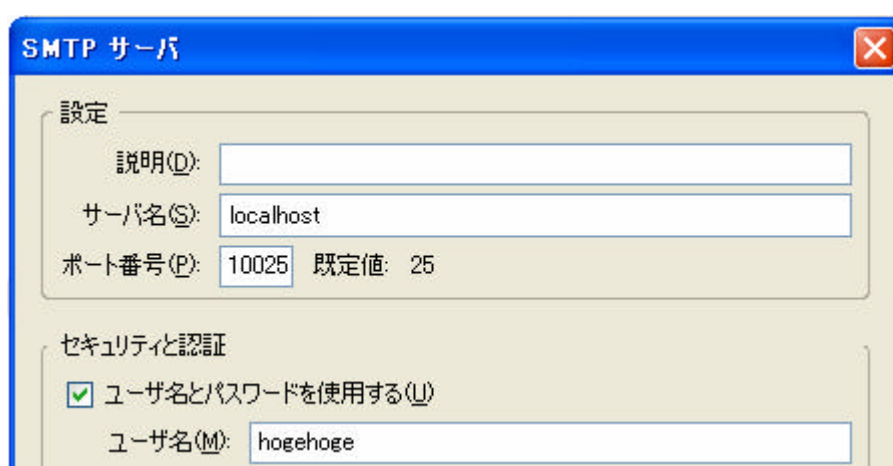 SMTP サーバ
設定
説明(D):
サーバ名(S): localhost
ポート番号(P): 10025 既定値: 25
セキュリティと認証
ユーザ名とパスワードを使用する(U)
ユーザ名(M): hogehoge